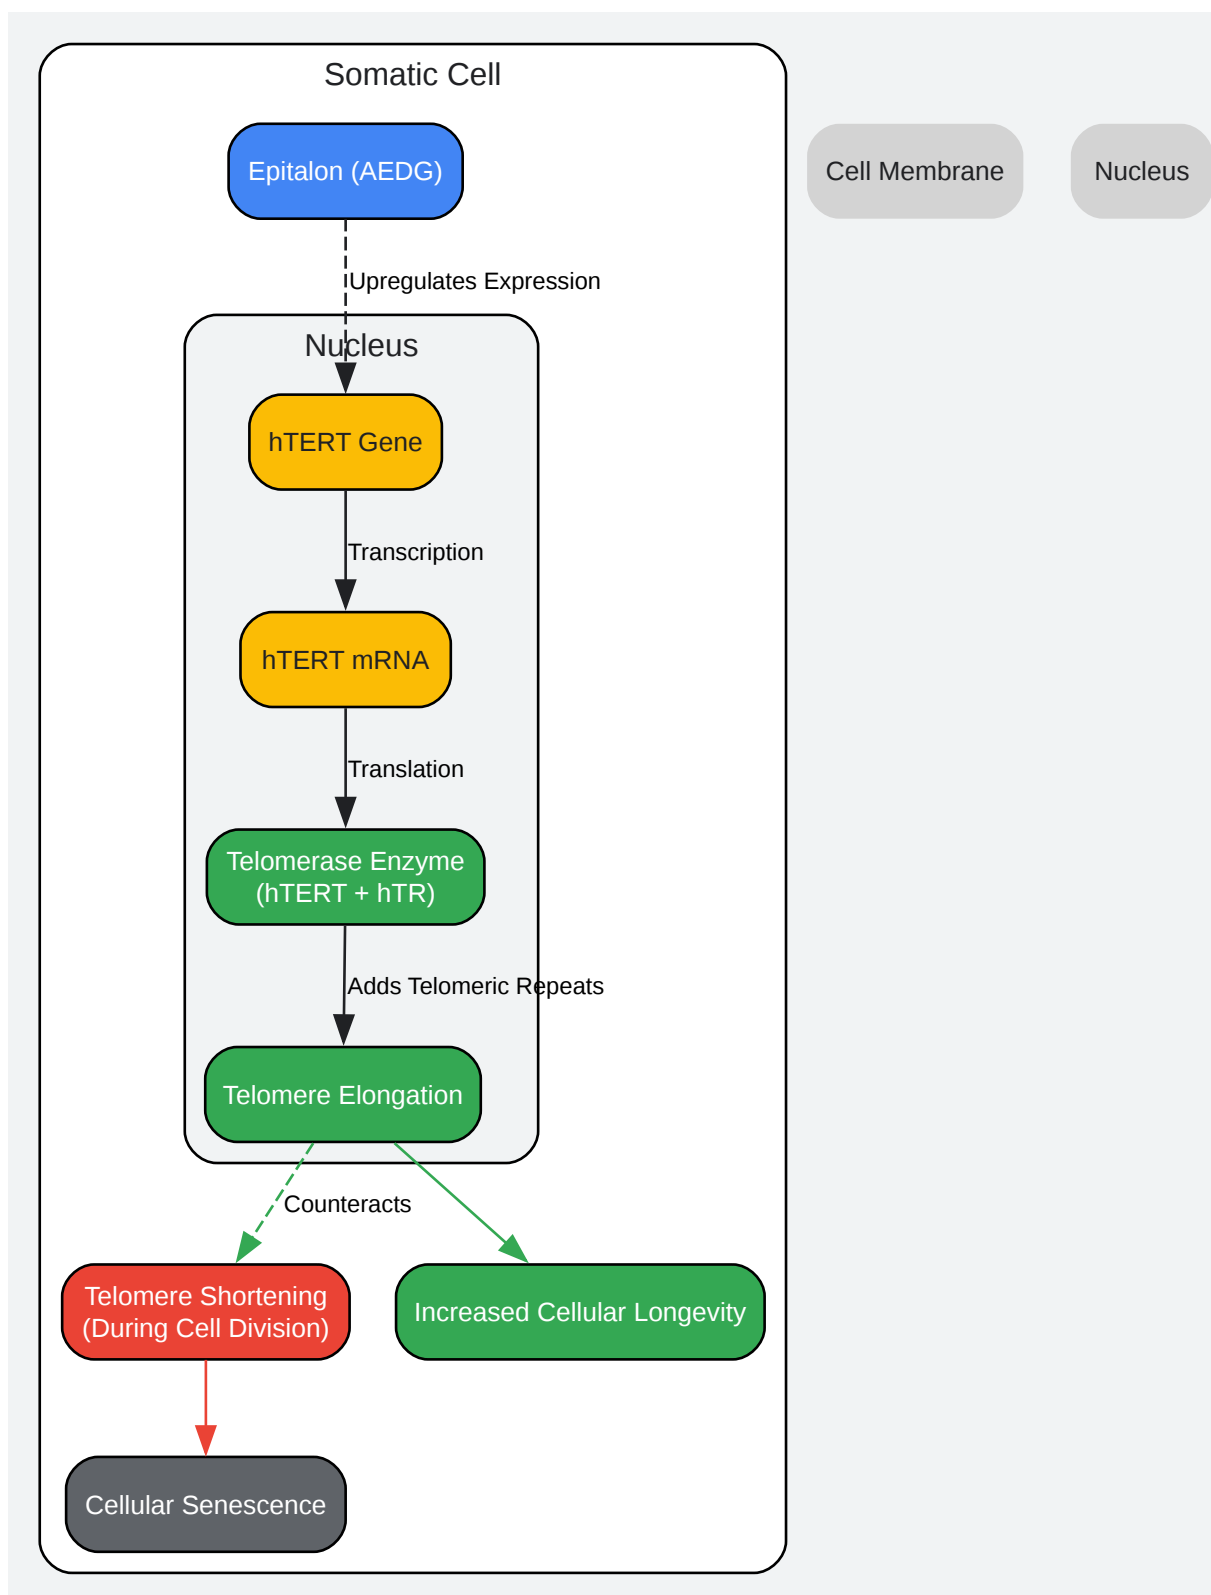 Somatic Cell
Epitalon (AEDG)
Cell Membrane
Nucleus
Upregulates Expression
Nucleus
hTERT Gene
Transcription
hTERT mRNA
Translation
Telomerase Enzyme
(hTERT + hTR)
Adds Telomeric Repeats
Telomere Elongation
Counteracts
Telomere Shortening
(During Cell Division)
Increased Cellular Longevity
Cellular Senescence